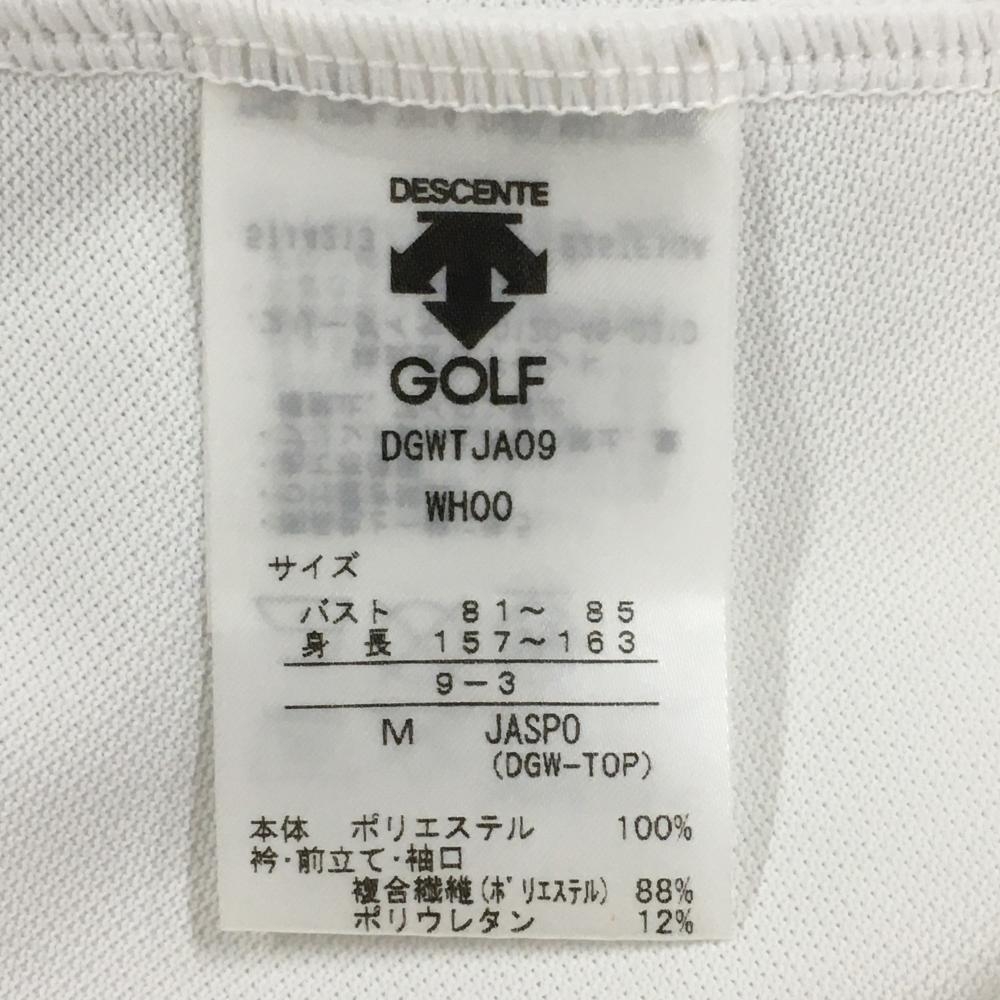 DESCENTE
GOLF
DGWTJA09
WH00
サイズ
バスト 81～ 85
身 長 157～163
9－3
M JASPO
(DGW-TOP)
本体 ポリエステル 100%
衿・前立て・袖口
複合繊維(ﾎﾟﾘｴｽﾃﾙ) 88%
ポリウレタン 12%